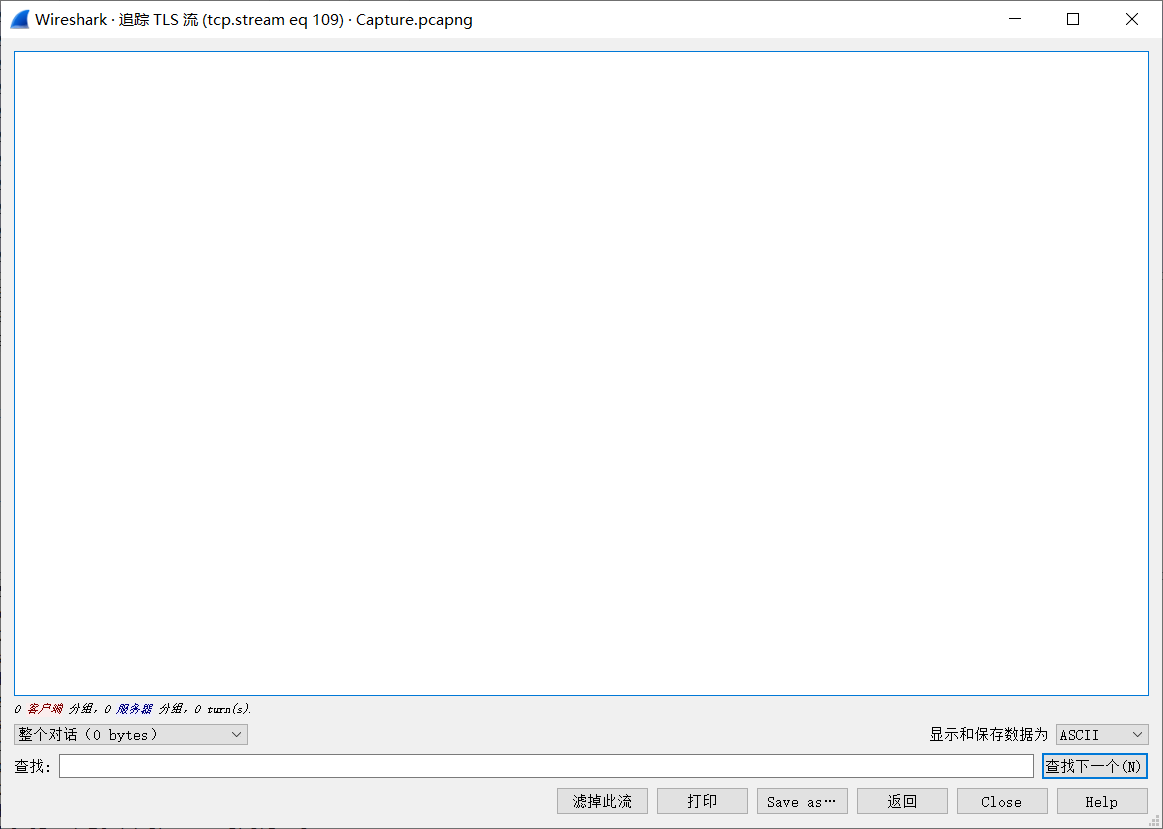 Wireshark · 追踪 TLS 流 (tcp.stream eq 109) · Capture.pcapng
0 客户端 分组，0 服务器 分组，0 turn(s).
整个对话（0 bytes） 显示和保存数据为 ASCII
查找： 查找下一个(N)
滤掉此流 打印 Save as… 返回 Close Help